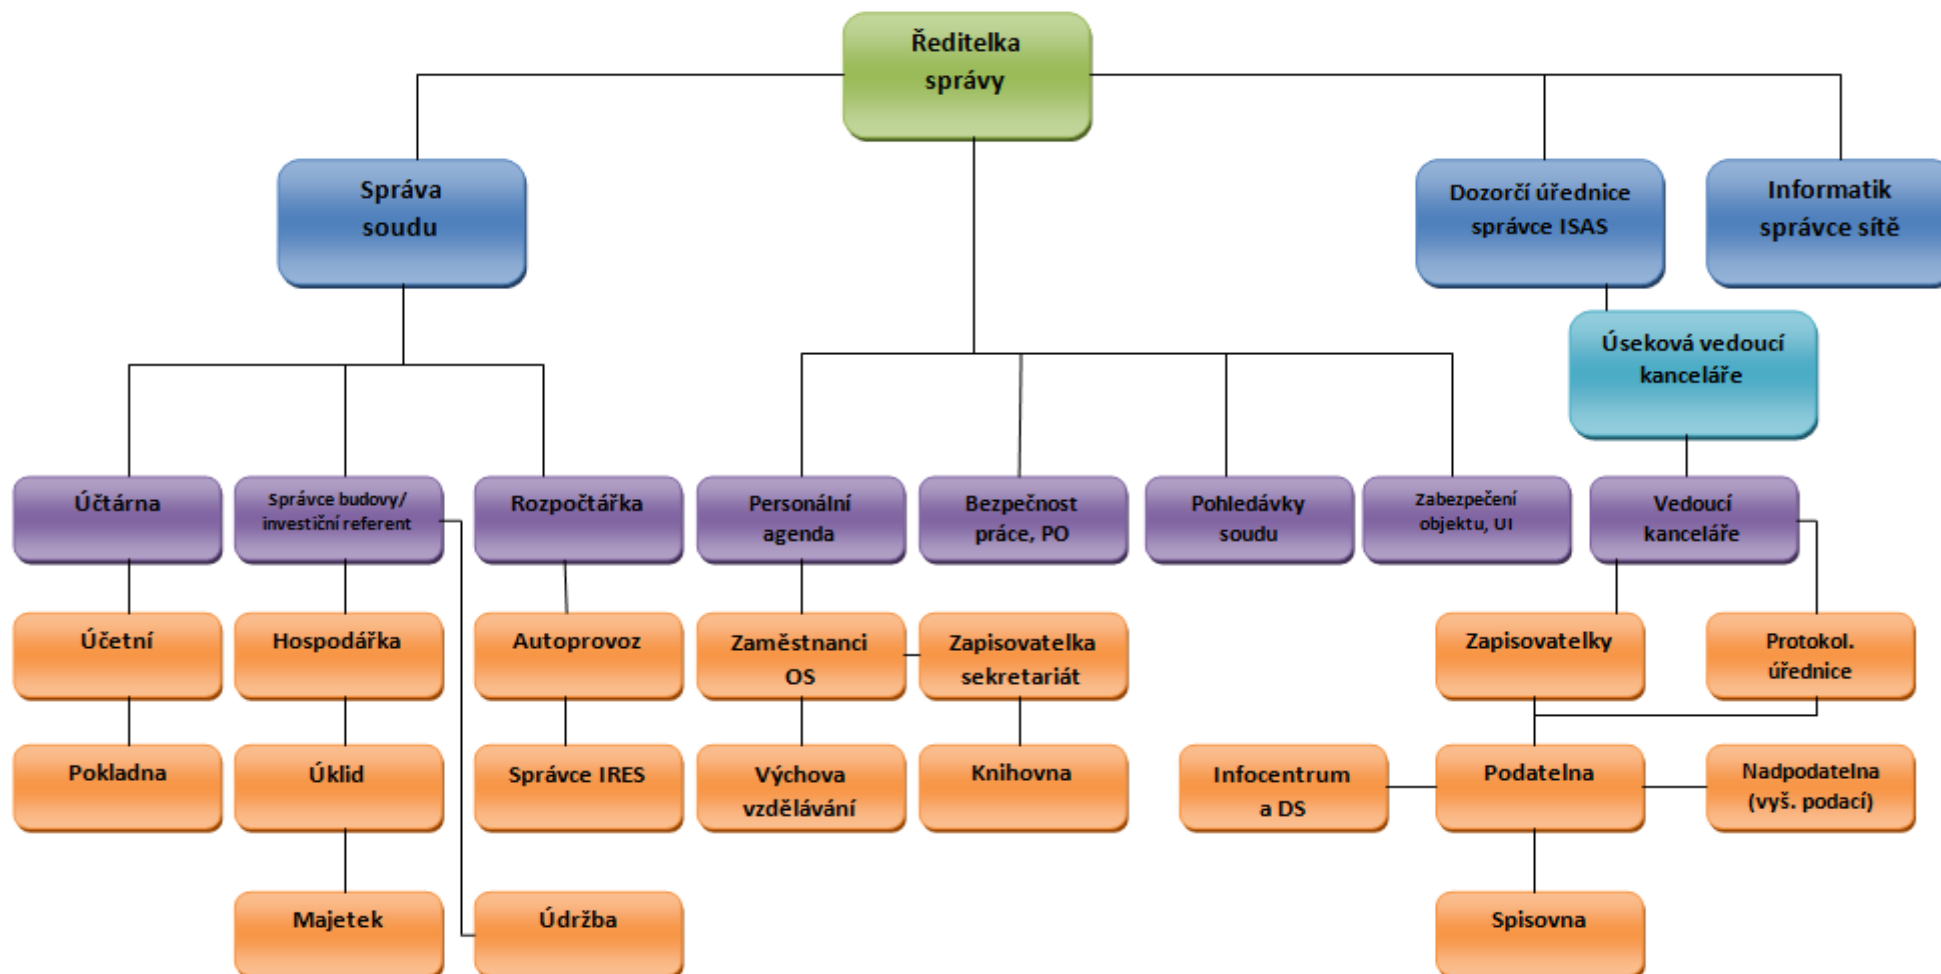 Ředitelka
správy
Správa
soudu
Dozorčí úřednice
správce ISAS
Informatik
správce sítě
Úseková vedoucí
kanceláře
Účtárna
Správce budovy/
investiční referent
Rozpočtářka
Personální
agenda
Bezpečnost
práce, PO
Pohledávky
soudu
Zabezpečení
objektu, UI
Vedoucí
kanceláře
Účetní
Hospodářka
Autoprovoz
Zaměstnanci
OS
Zapisovatelka
sekretariát
Zapisovatelky
Protokol.
úřednice
Pokladna
Úklid
Správce IRES
Výchova
vzdělávání
Knihovna
Infocentrum
a DS
Podatelna
Nadpodatelna
(vyš. podací)
Majetek
Údržba
Spisovna